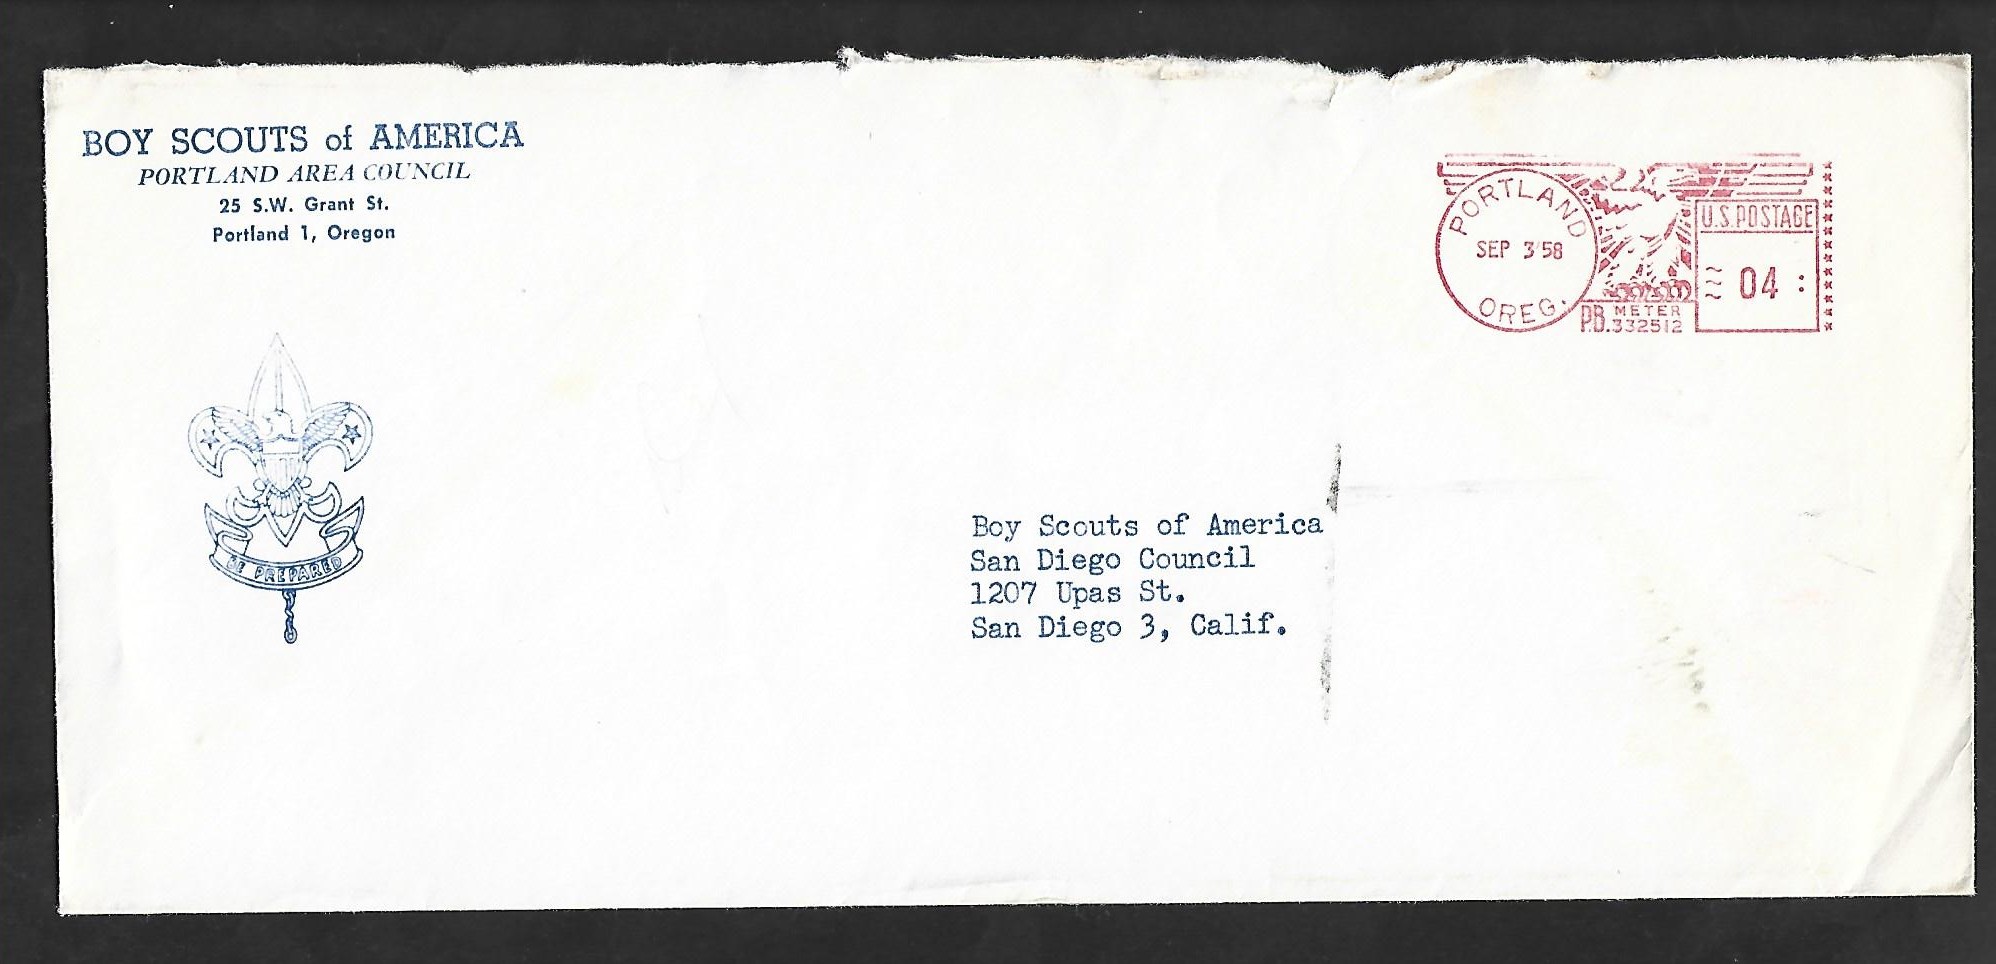 BOY SCOUTS of AMERICA
PORTLAND AREA COUNCIL
25 S.W. Grant St.
Portland 1, Oregon
PORTLAND
SEP 3'58
OREG.
P.B. METER
332512
U.S. POSTAGE
04
BE PREPARED
Boy Scouts of America
San Diego Council
1207 Upas St.
San Diego 3, Calif.